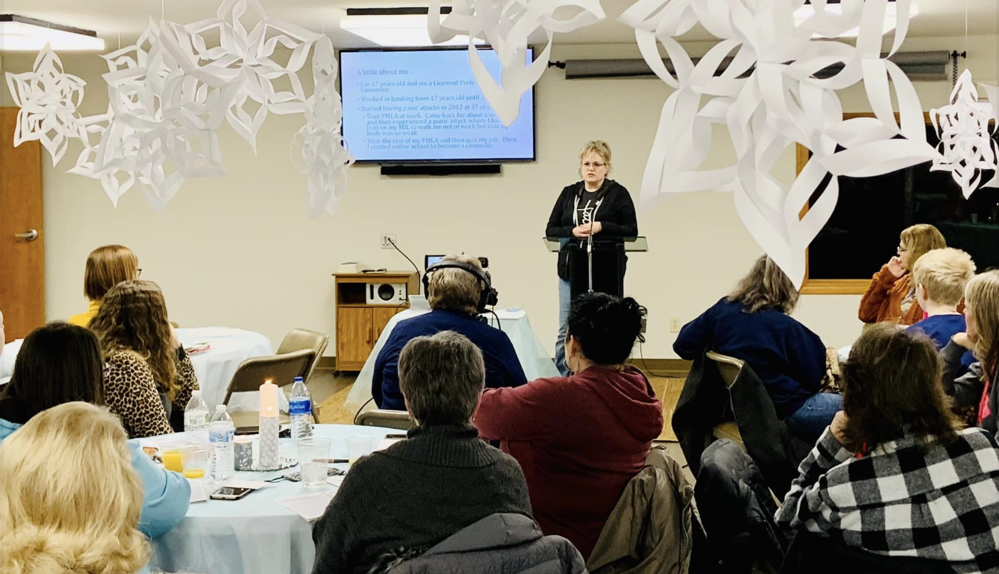 A little about me...
• I'm 47 years old and am a Licensed
Counselor.
• Worked in banking from 17 years old until
• Started having panic attacks in 2012 at 37
• Took FMLA at work. Came back for about a
and then experienced a panic attack where I
lean on my MIL to walk me out of work because
body was so weak.
• Took the rest of my FMLA and then quit my job. Then,
I started online school to become a counselor.
AQUAFINA